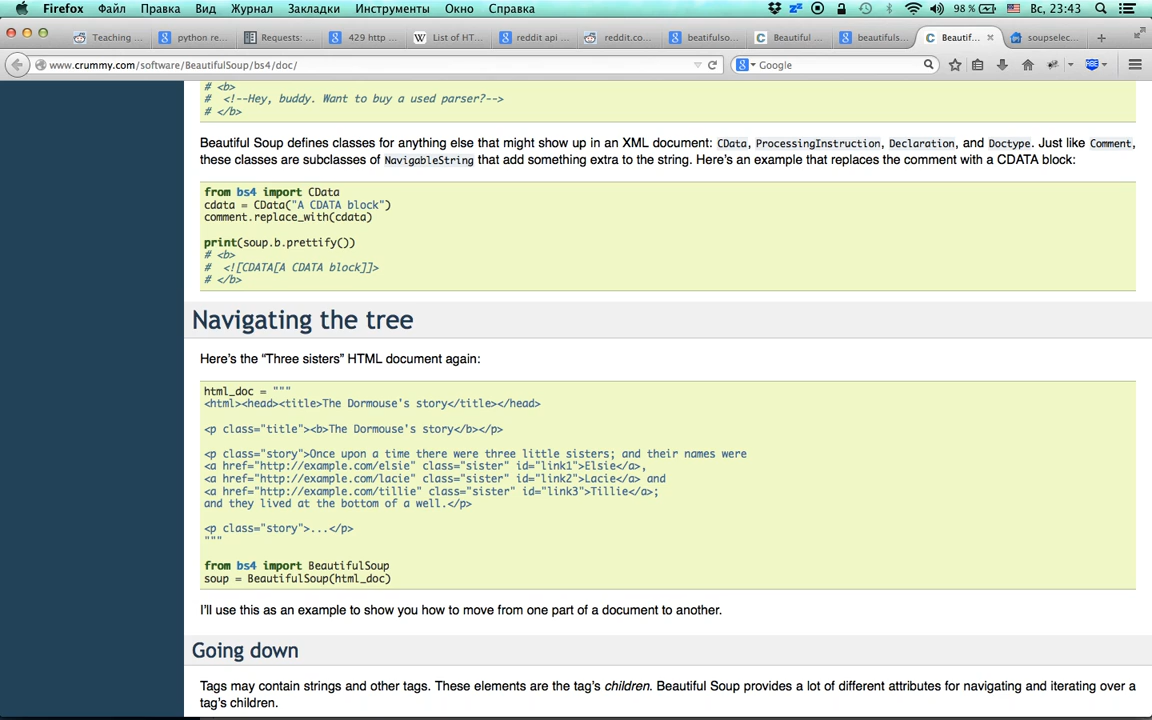 Firefox Файл Правка Вид Журнал Закладки Инструменты Окно Справка 98 % Вс, 23:43
Teaching ... python re... Requests: ... 429 http ... List of HT... reddit api ... reddit.co... beatifulso... Beautiful ... beautifuls... Beautif... × soupselec... +
www.crummy.com/software/BeautifulSoup/bs4/doc/ Google
# <b>
# <!--Hey, buddy. Want to buy a used parser?-->
# </b>
Beautiful Soup defines classes for anything else that might show up in an XML document: CData, ProcessingInstruction, Declaration, and Doctype. Just like Comment,
these classes are subclasses of NavigableString that add something extra to the string. Here's an example that replaces the comment with a CDATA block:
from bs4 import CData
cdata = CData("A CDATA block")
comment.replace_with(cdata)
print(soup.b.prettify())
# <b>
#  <![CDATA[A CDATA block]]>
# </b>
Navigating the tree
Here's the “Three sisters” HTML document again:
html_doc = """
<html><head><title>The Dormouse's story</title></head>
<p class="title"><b>The Dormouse's story</b></p>
<p class="story">Once upon a time there were three little sisters; and their names were
<a href="http://example.com/elsie" class="sister" id="link1">Elsie</a>,
<a href="http://example.com/lacie" class="sister" id="link2">Lacie</a> and
<a href="http://example.com/tillie" class="sister" id="link3">Tillie</a>;
and they lived at the bottom of a well.</p>
<p class="story">...</p>
"""
from bs4 import BeautifulSoup
soup = BeautifulSoup(html_doc)
I'll use this as an example to show you how to move from one part of a document to another.
Going down
Tags may contain strings and other tags. These elements are the tag's children. Beautiful Soup provides a lot of different attributes for navigating and iterating over a
tag's children.